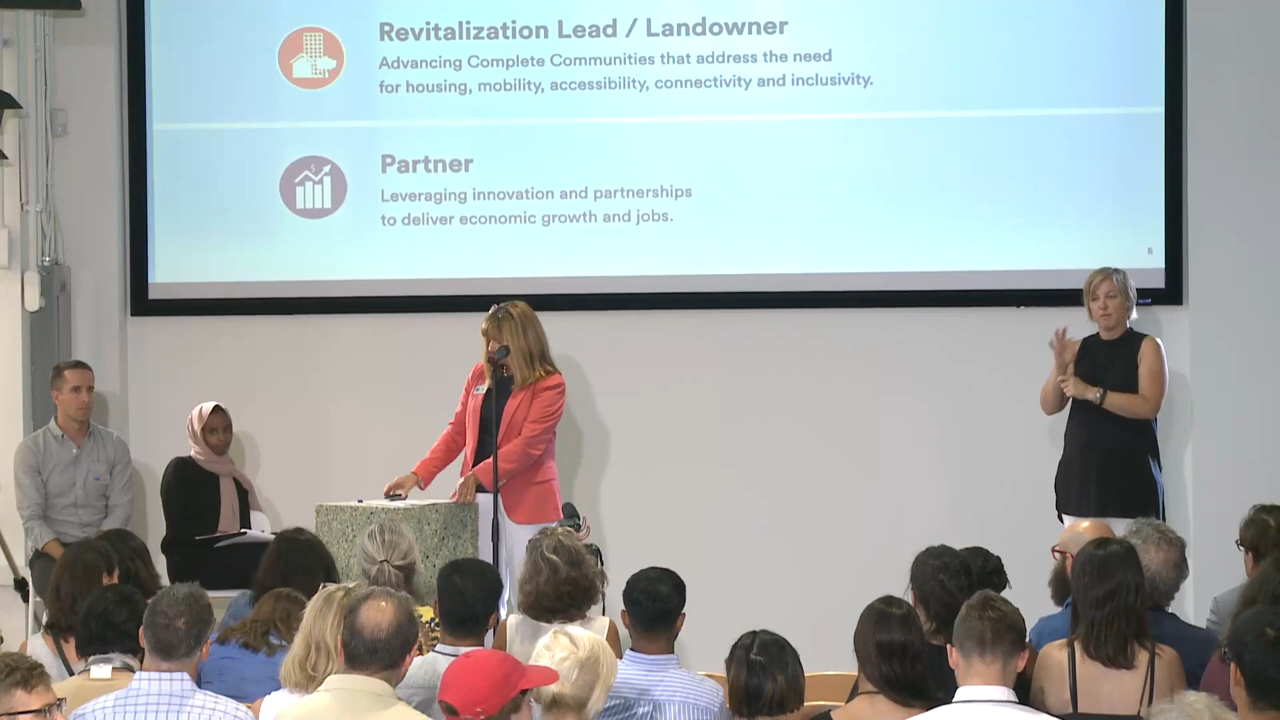 Revitalization Lead / Landowner
Advancing Complete Communities that address the need
for housing, mobility, accessibility, connectivity and inclusivity.
Partner
Leveraging innovation and partnerships
to deliver economic growth and jobs.